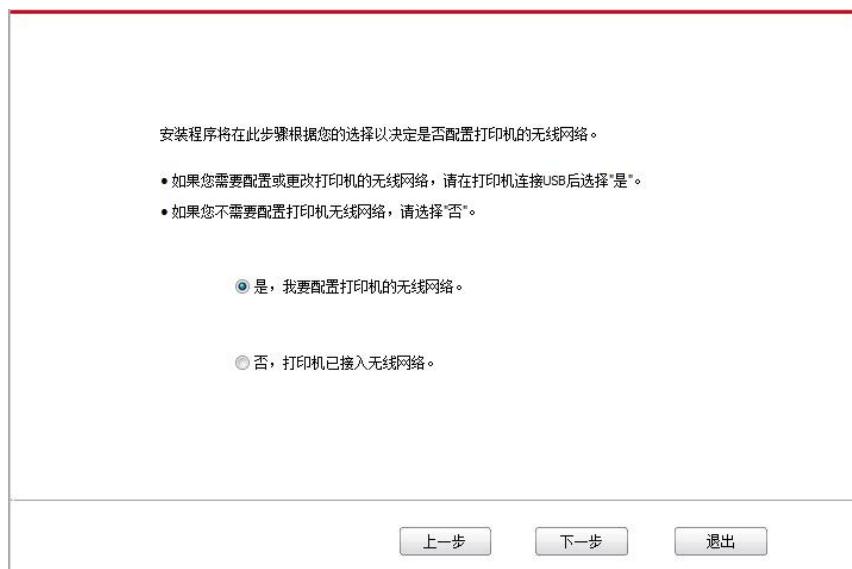 安装程序将在此步骤根据您的选择以决定是否配置打印机的无线网络。
•如果您需要配置或更改打印机的无线网络，请在打印机连接USB后选择"是"。
•如果您不需要配置打印机无线网络，请选择"否"。
是，我要配置打印机的无线网络。
否，打印机已接入无线网络。
上一步 下一步 退出